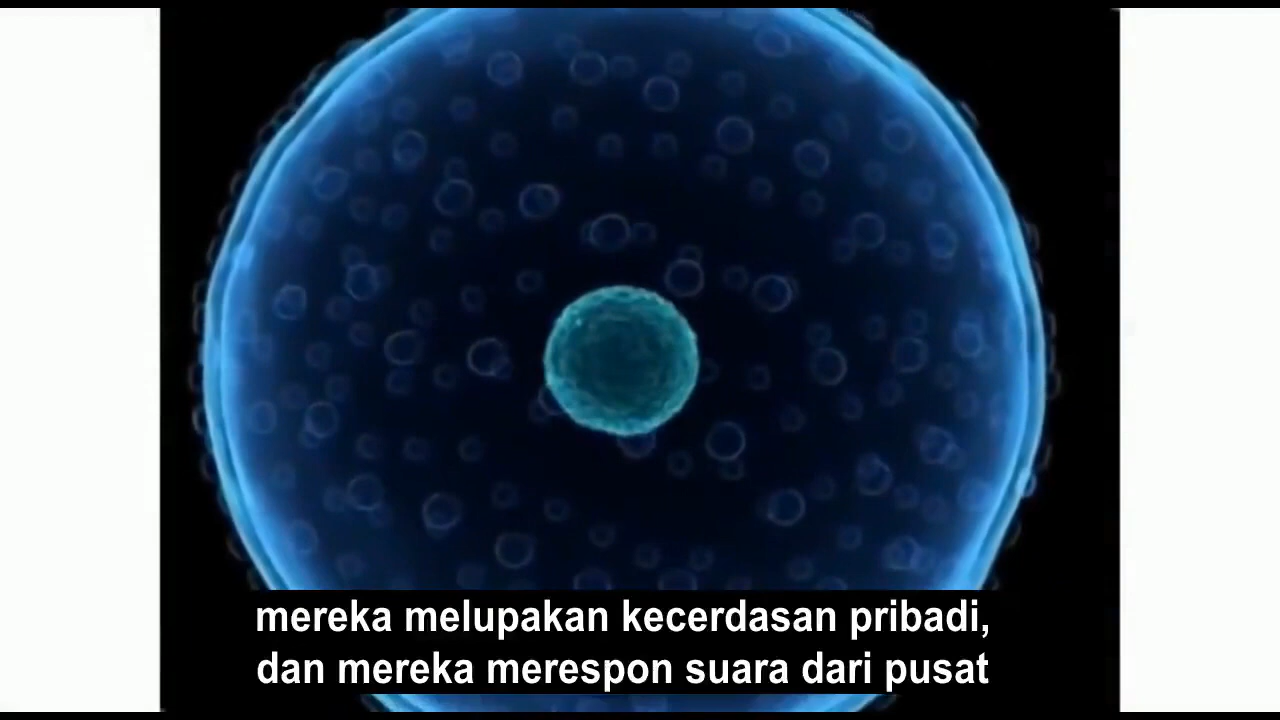 mereka melupakan kecerdasan pribadi,
dan mereka merespon suara dari pusat